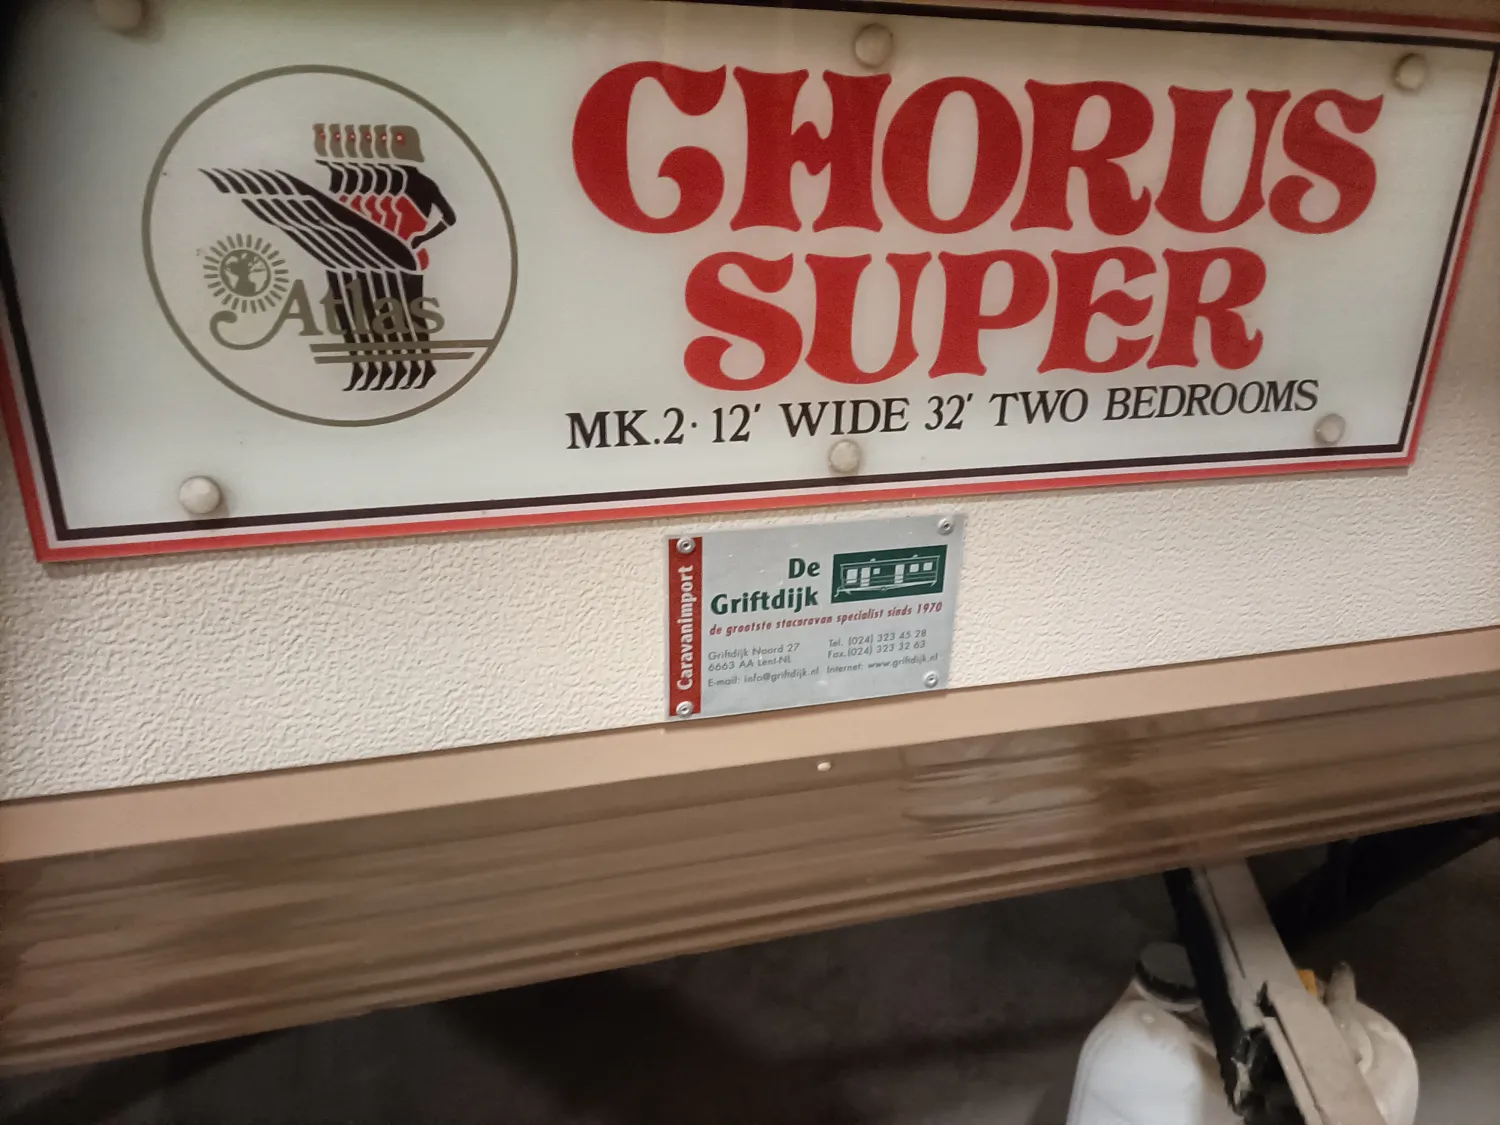 Atlas
CHORUS
SUPER
MK.2· 12' WIDE 32' TWO BEDROOMS
Caravanimport
De
Griftdijk
de grootste stacaravan specialist sinds 1970
Griftdijk Noord 27
6663 AA Lent-NL
Tel. (024) 323 45 28
Fax.(024) 323 32 63
E-mail: info@griftdijk.nl Internet: www.griftdijk.nl